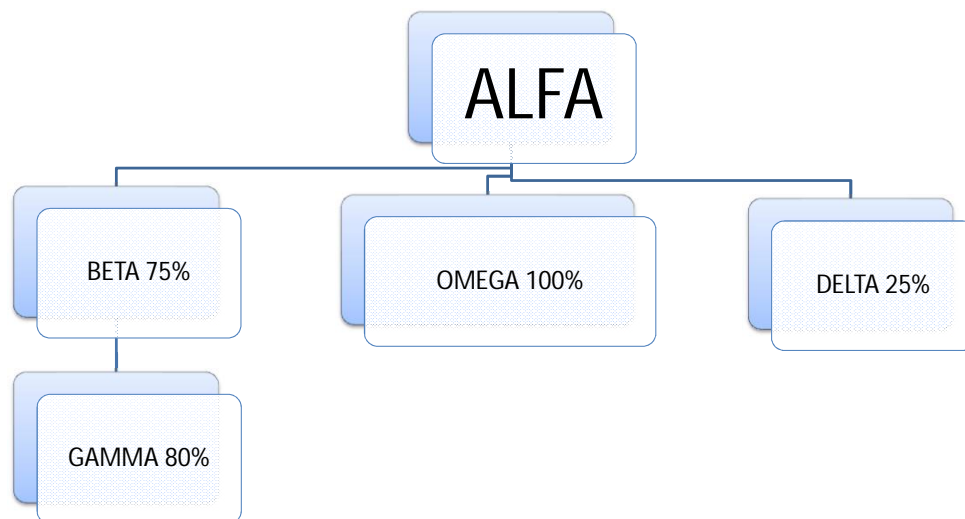 ALFA
BETA 75%
OMEGA 100%
DELTA 25%
GAMMA 80%